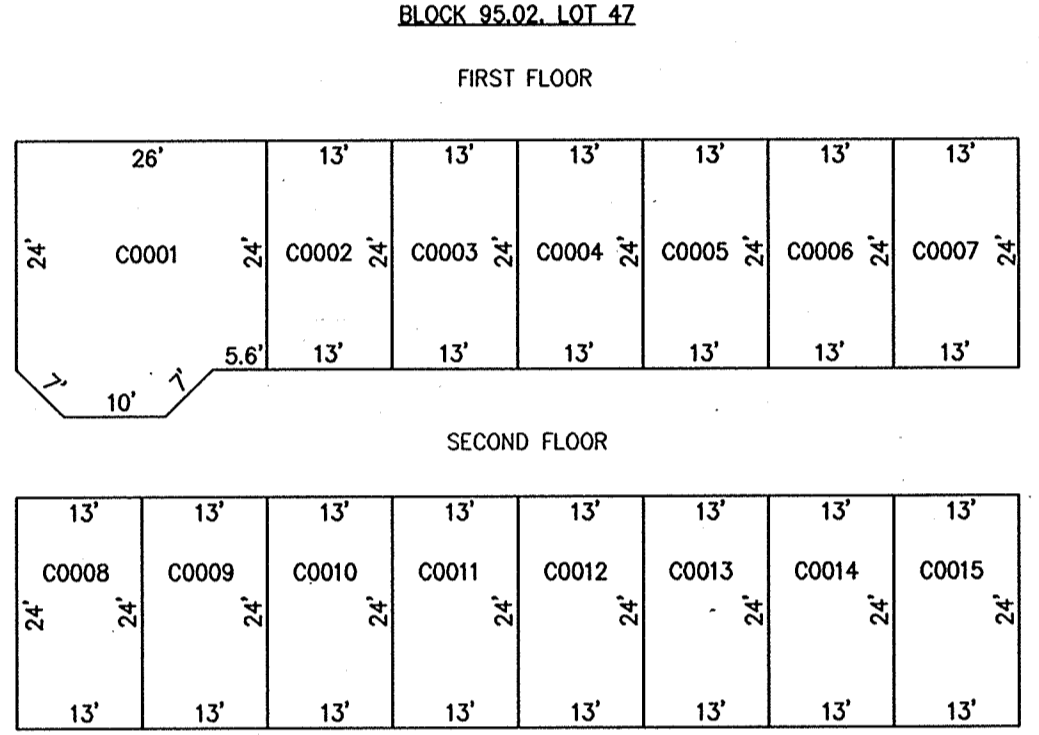 BLOCK 95.02. LOT 47
FIRST FLOOR
26' 13' 13' 13' 13' 13' 13'
24' C0001 24' C0002 24' C0003 24' C0004 24' C0005 24' C0006 24' C0007 24'
5.6' 13' 13' 13' 13' 13' 13'
7' 10' 7'
SECOND FLOOR
13' 13' 13' 13' 13' 13' 13' 13'
C0008 C0009 C0010 C0011 C0012 C0013 C0014 C0015
24' 24' 24' 24' 24' 24' 24' 24' 24'
13' 13' 13' 13' 13' 13' 13' 13'